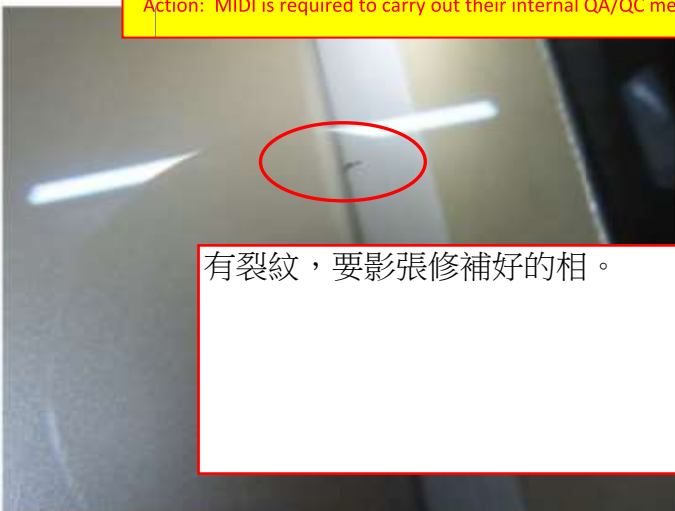 Action: MIDI is required to carry out their internal QA/QC me
有裂紋，要影張修補好的相。